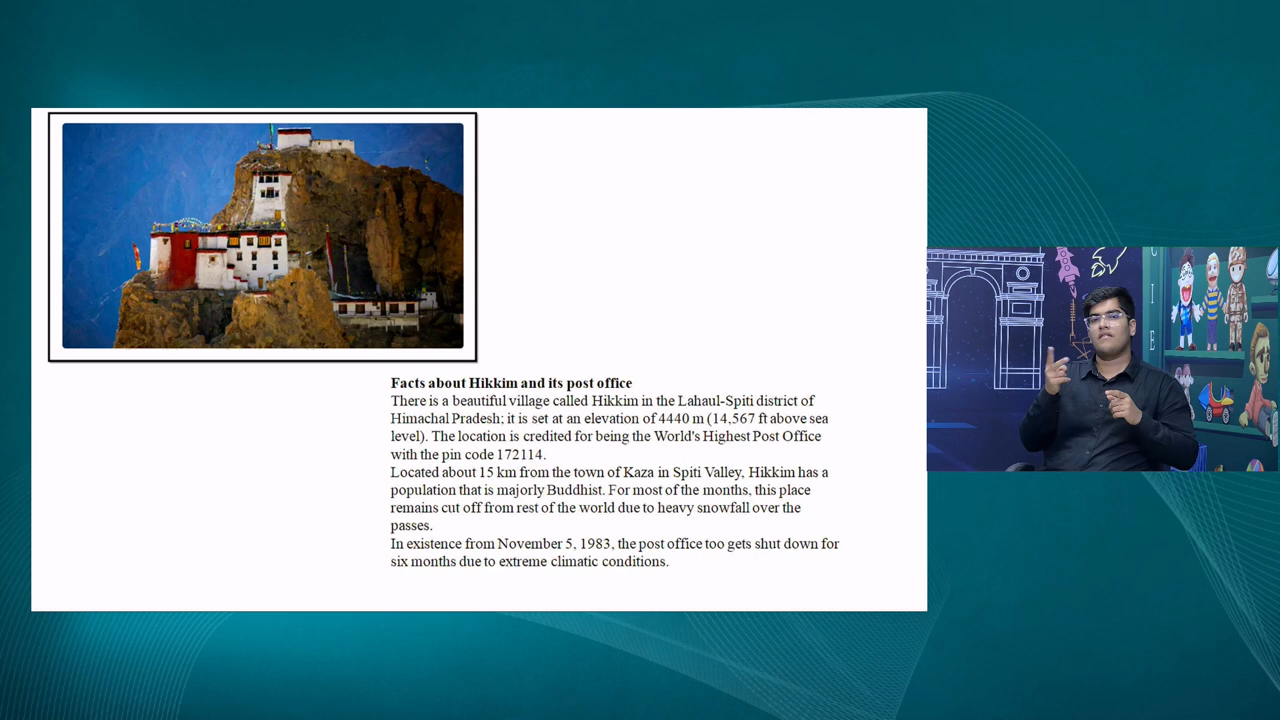 Facts about Hikkim and its post office
There is a beautiful village called Hikkim in the Lahaul-Spiti district of
Himachal Pradesh; it is set at an elevation of 4440 m (14,567 ft above sea
level). The location is credited for being the World's Highest Post Office
with the pin code 172114.
Located about 15 km from the town of Kaza in Spiti Valley, Hikkim has a
population that is majorly Buddhist. For most of the months, this place
remains cut off from rest of the world due to heavy snowfall over the
passes.
In existence from November 5, 1983, the post office too gets shut down for
six months due to extreme climatic conditions.
C
I
E